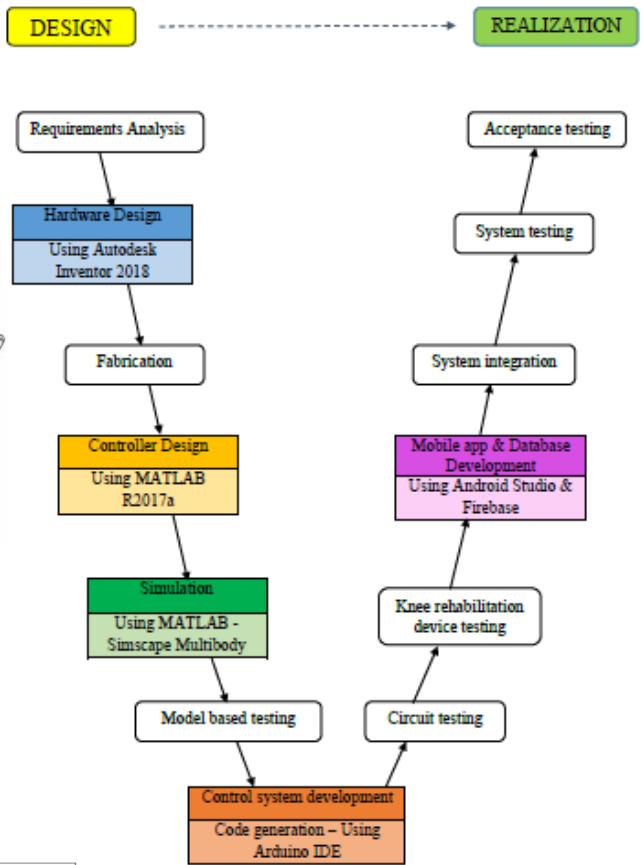 DESIGN
REALIZATION
Requirements Analysis
Hardware Design
Using Autodesk
Inventor 2018
Fabrication
Controller Design
Using MATLAB
R2017a
Simulation
Using MATLAB -
Simscape Multibody
Model based testing
Control system development
Code generation – Using
Arduino IDE
Circuit testing
Knee rehabilitation
device testing
Mobile app & Database
Development
Using Android Studio &
Firebase
System integration
System testing
Acceptance testing